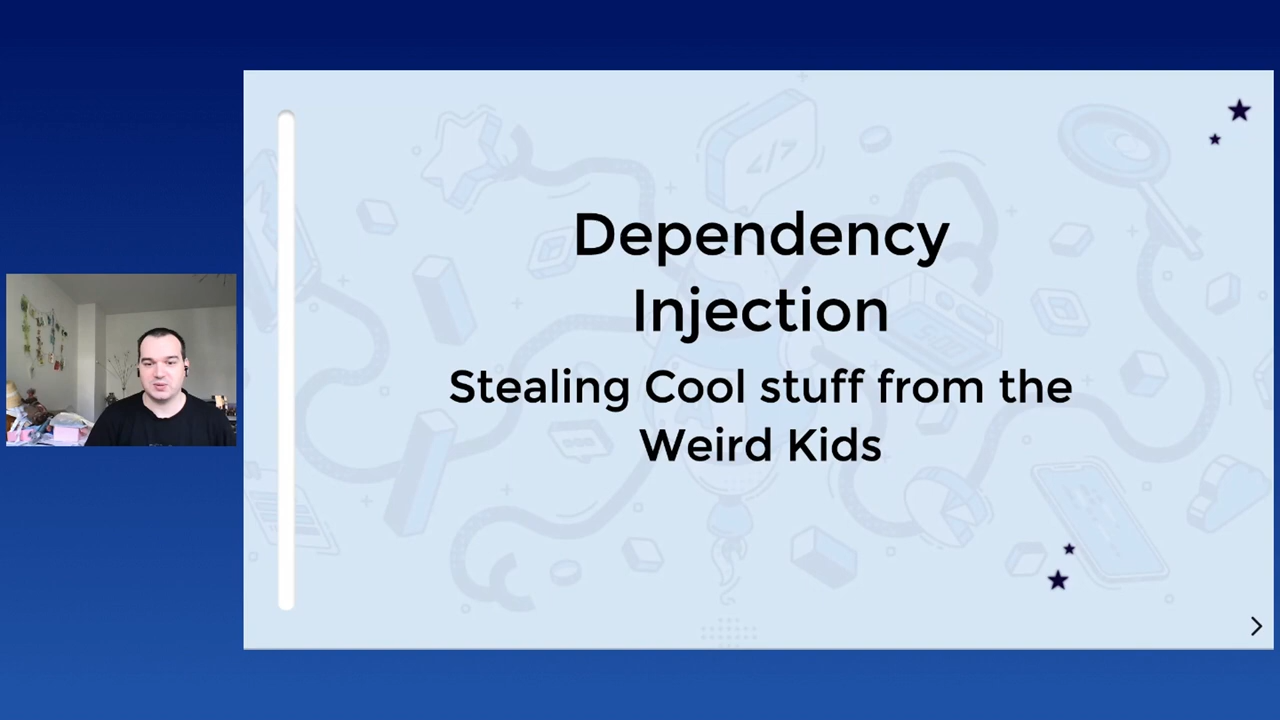 Dependency
Injection
Stealing Cool stuff from the
Weird Kids